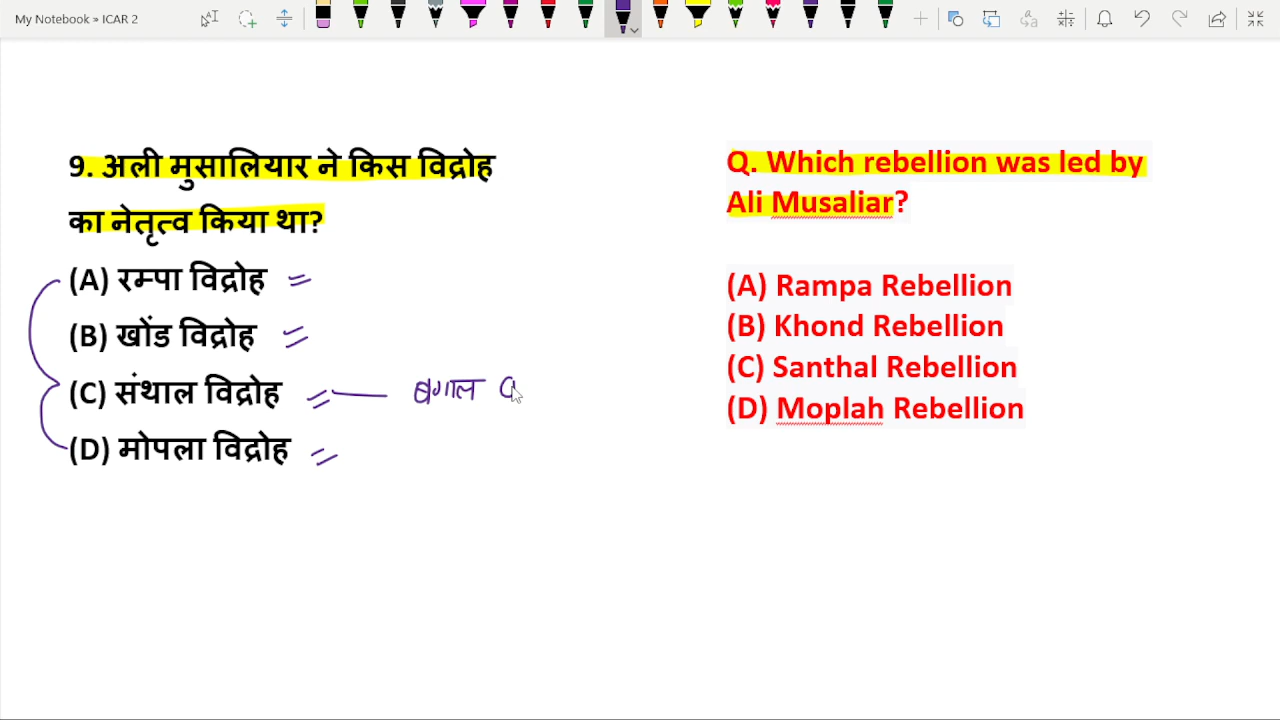 My Notebook » ICAR 2
9. अली मुसालियार ने किस विद्रोह
का नेतृत्व किया था?
(A) रम्पा विद्रोह
(B) खोंड विद्रोह
(C) संथाल विद्रोह — बगाल
(D) मोपला विद्रोह
Q. Which rebellion was led by
Ali Musaliar?
(A) Rampa Rebellion
(B) Khond Rebellion
(C) Santhal Rebellion
(D) Moplah Rebellion